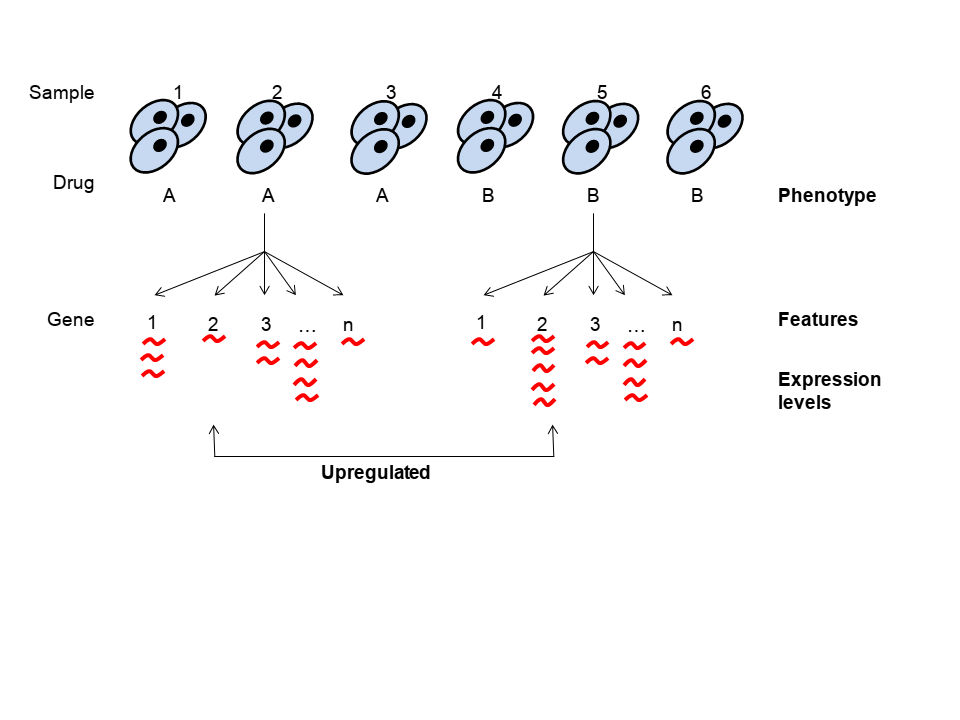 Sample 1 2 3 4 5 6
Drug
A A A B B B Phenotype
Gene 1 2 3 ... n 1 2 3 ... n Features
Expression
levels
Upregulated